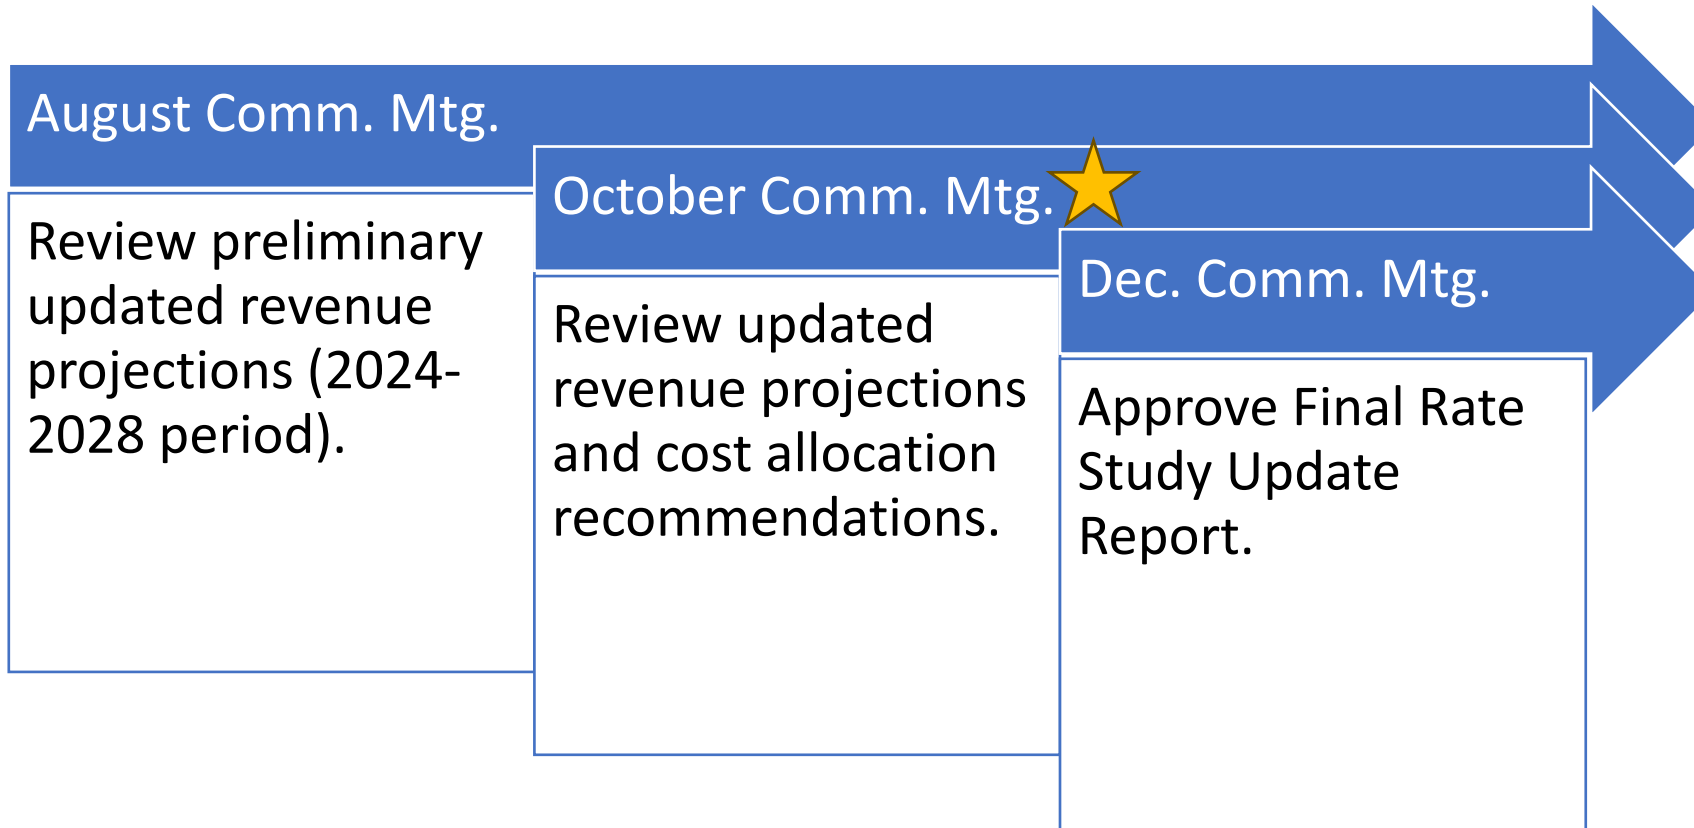 August Comm. Mtg.
Review preliminary
updated revenue
projections (2024-
2028 period).
October Comm. Mtg.
Review updated
revenue projections
and cost allocation
recommendations.
Dec. Comm. Mtg.
Approve Final Rate
Study Update
Report.